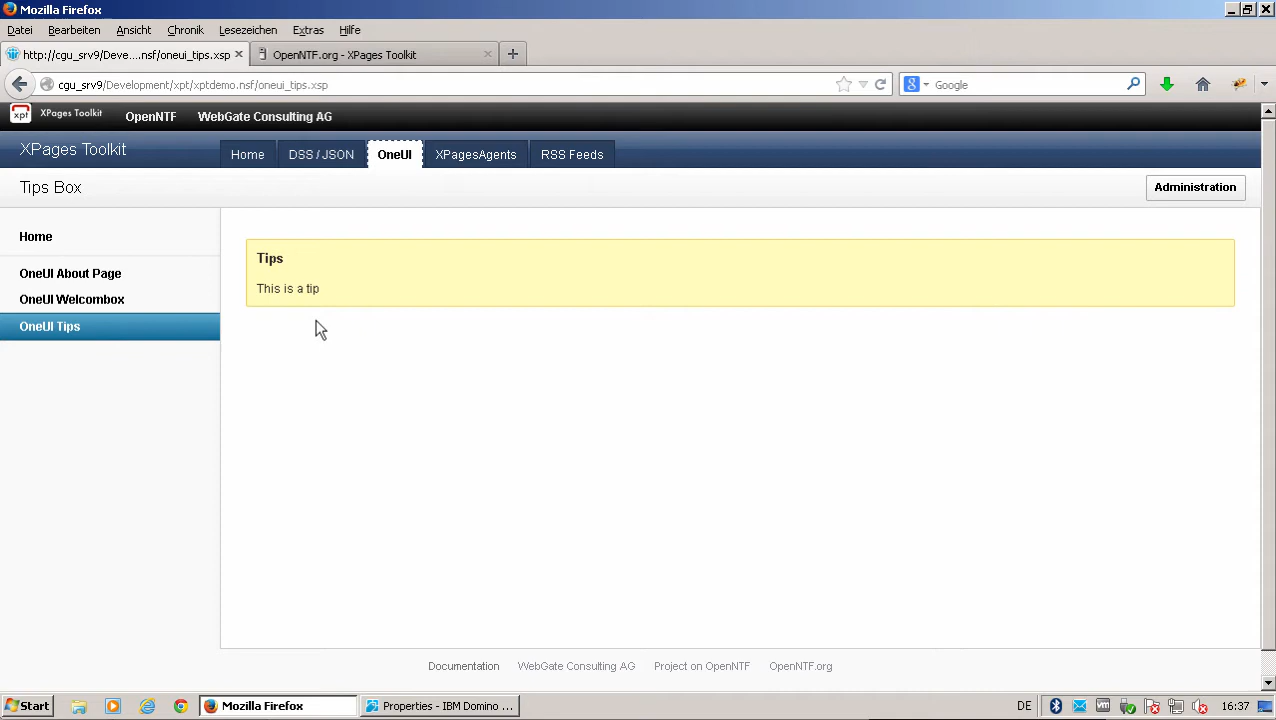 Mozilla Firefox
Datei Bearbeiten Ansicht Chronik Lesezeichen Extras Hilfe
http://cgu_srv9/Deve....nsf/oneui_tips.xsp OpenNTF.org - XPages Toolkit
cgu_srv9/Development/xpt/xptdemo.nsf/oneui_tips.xsp Google
xpt XPages Toolkit OpenNTF WebGate Consulting AG
XPages Toolkit Home DSS / JSON OneUI XPagesAgents RSS Feeds
Tips Box Administration
Home
OneUI About Page
OneUI Welcombox
OneUI Tips
Tips
This is a tip
Documentation WebGate Consulting AG Project on OpenNTF OpenNTF.org
Start Mozilla Firefox Properties - IBM Domino ... DE 16:37